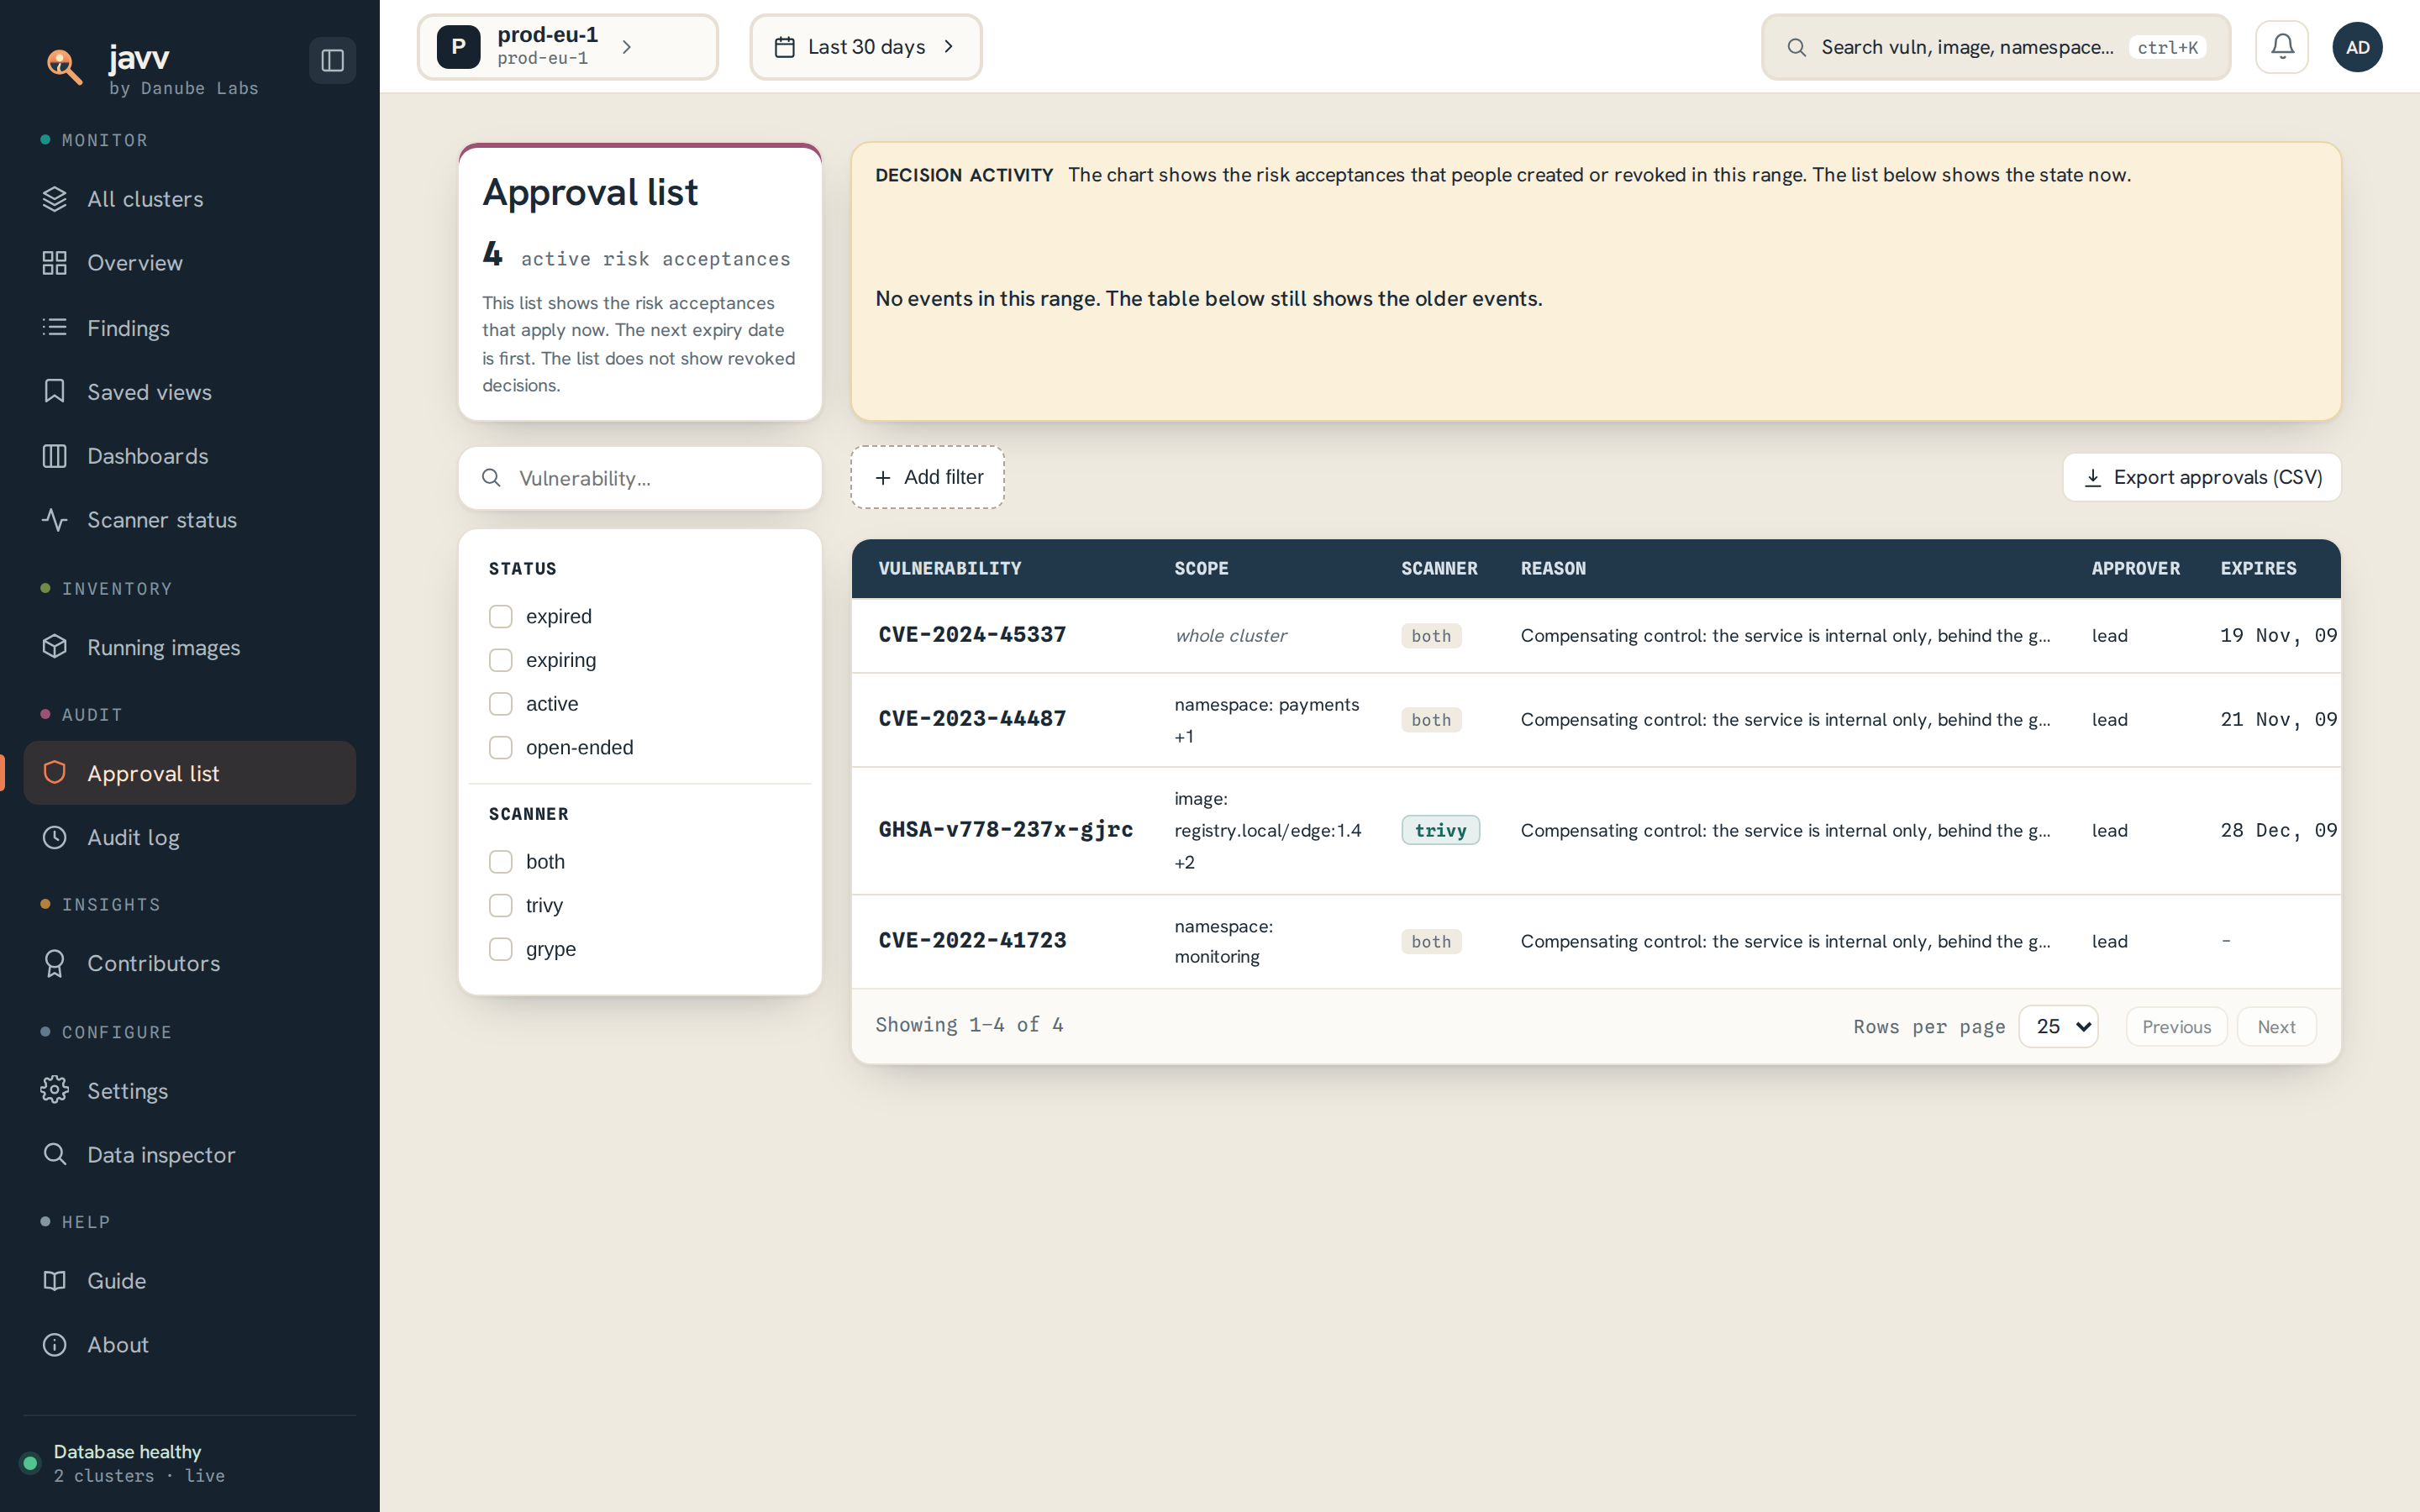 javv
by Danube Labs
MONITOR
All clusters
Overview
Findings
Saved views
Dashboards
Scanner status
INVENTORY
Running images
AUDIT
Approval list
Audit log
INSIGHTS
Contributors
CONFIGURE
Settings
Data inspector
HELP
Guide
About
Database healthy
2 clusters · live
P
prod-eu-1
prod-eu-1
Last 30 days
Search vuln, image, namespace... ctrl+K
AD
Approval list
4 active risk acceptances
This list shows the risk acceptances
that apply now. The next expiry date
is first. The list does not show revoked
decisions.
DECISION ACTIVITY The chart shows the risk acceptances that people created or revoked in this range. The list below shows the state now.
No events in this range. The table below still shows the older events.
Vulnerability...
Add filter
Export approvals (CSV)
STATUS
expired
expiring
active
open-ended
SCANNER
both
trivy
grype
VULNERABILITY SCOPE SCANNER REASON APPROVER EXPIRES
CVE-2024-45337 whole cluster both Compensating control: the service is internal only, behind the g... lead 19 Nov, 09
CVE-2023-44487 namespace: payments +1 both Compensating control: the service is internal only, behind the g... lead 21 Nov, 09
GHSA-v778-237x-gjrc image: registry.local/edge:1.4 +2 trivy Compensating control: the service is internal only, behind the g... lead 28 Dec, 09
CVE-2022-41723 namespace: monitoring both Compensating control: the service is internal only, behind the g... lead –
Showing 1–4 of 4
Rows per page 25 Previous Next